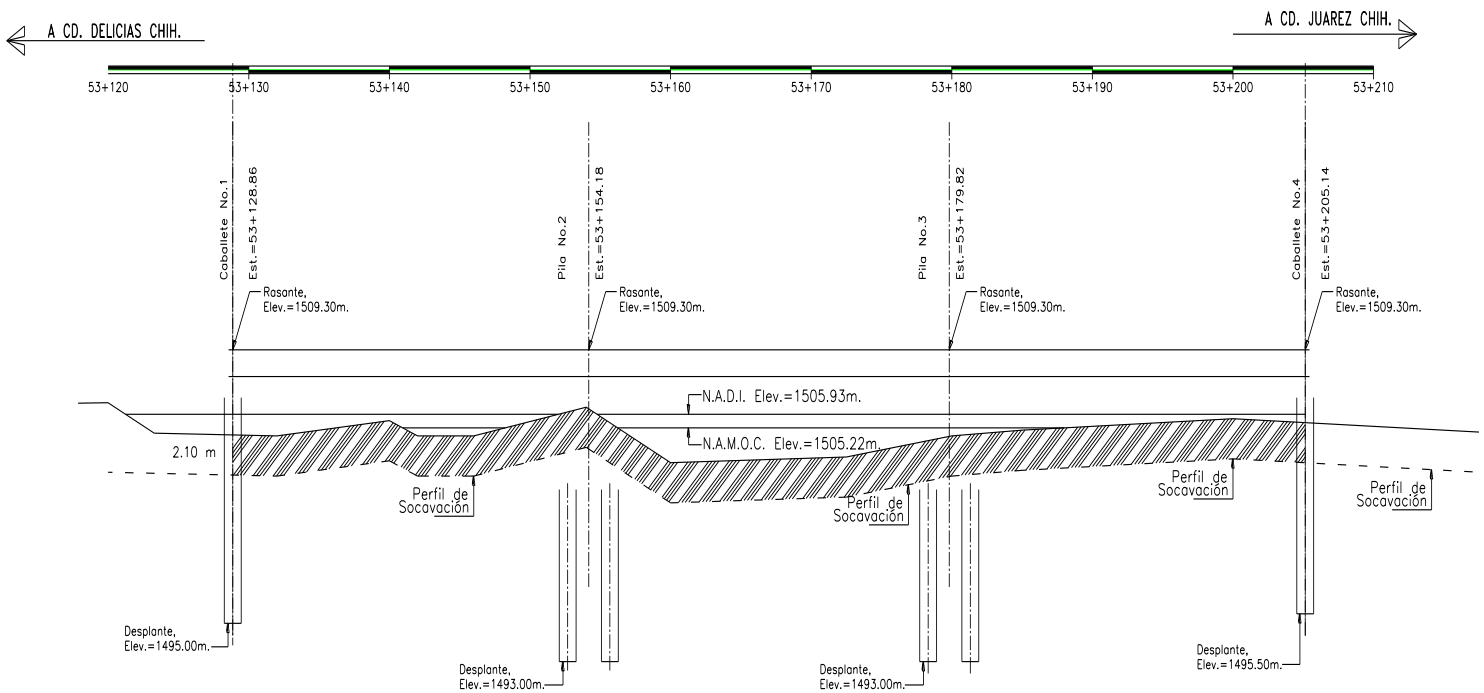 A CD. DELICIAS CHIH.
A CD. JUAREZ CHIH.
53+120
53+130
53+140
53+150
53+160
53+170
53+180
53+190
53+200
53+210
Caballete No.1
Est.=53+128.86
Pila No.2
Est.=53+154.18
Pila No.3
Est.=53+179.82
Caballete No.4
Est.=53+205.14
Rasante,
Elev.=1509.30m.
Rasante,
Elev.=1509.30m.
Rasante,
Elev.=1509.30m.
Rasante,
Elev.=1509.30m.
N.A.D.I. Elev.=1505.93m.
N.A.M.O.C. Elev.=1505.22m.
2.10 m
Perfil de
Socavación
Perfil de
Socavación
Perfil de
Socavación
Perfil de
Socavación
Desplante,
Elev.=1495.00m.
Desplante,
Elev.=1493.00m.
Desplante,
Elev.=1493.00m.
Desplante,
Elev.=1495.50m.